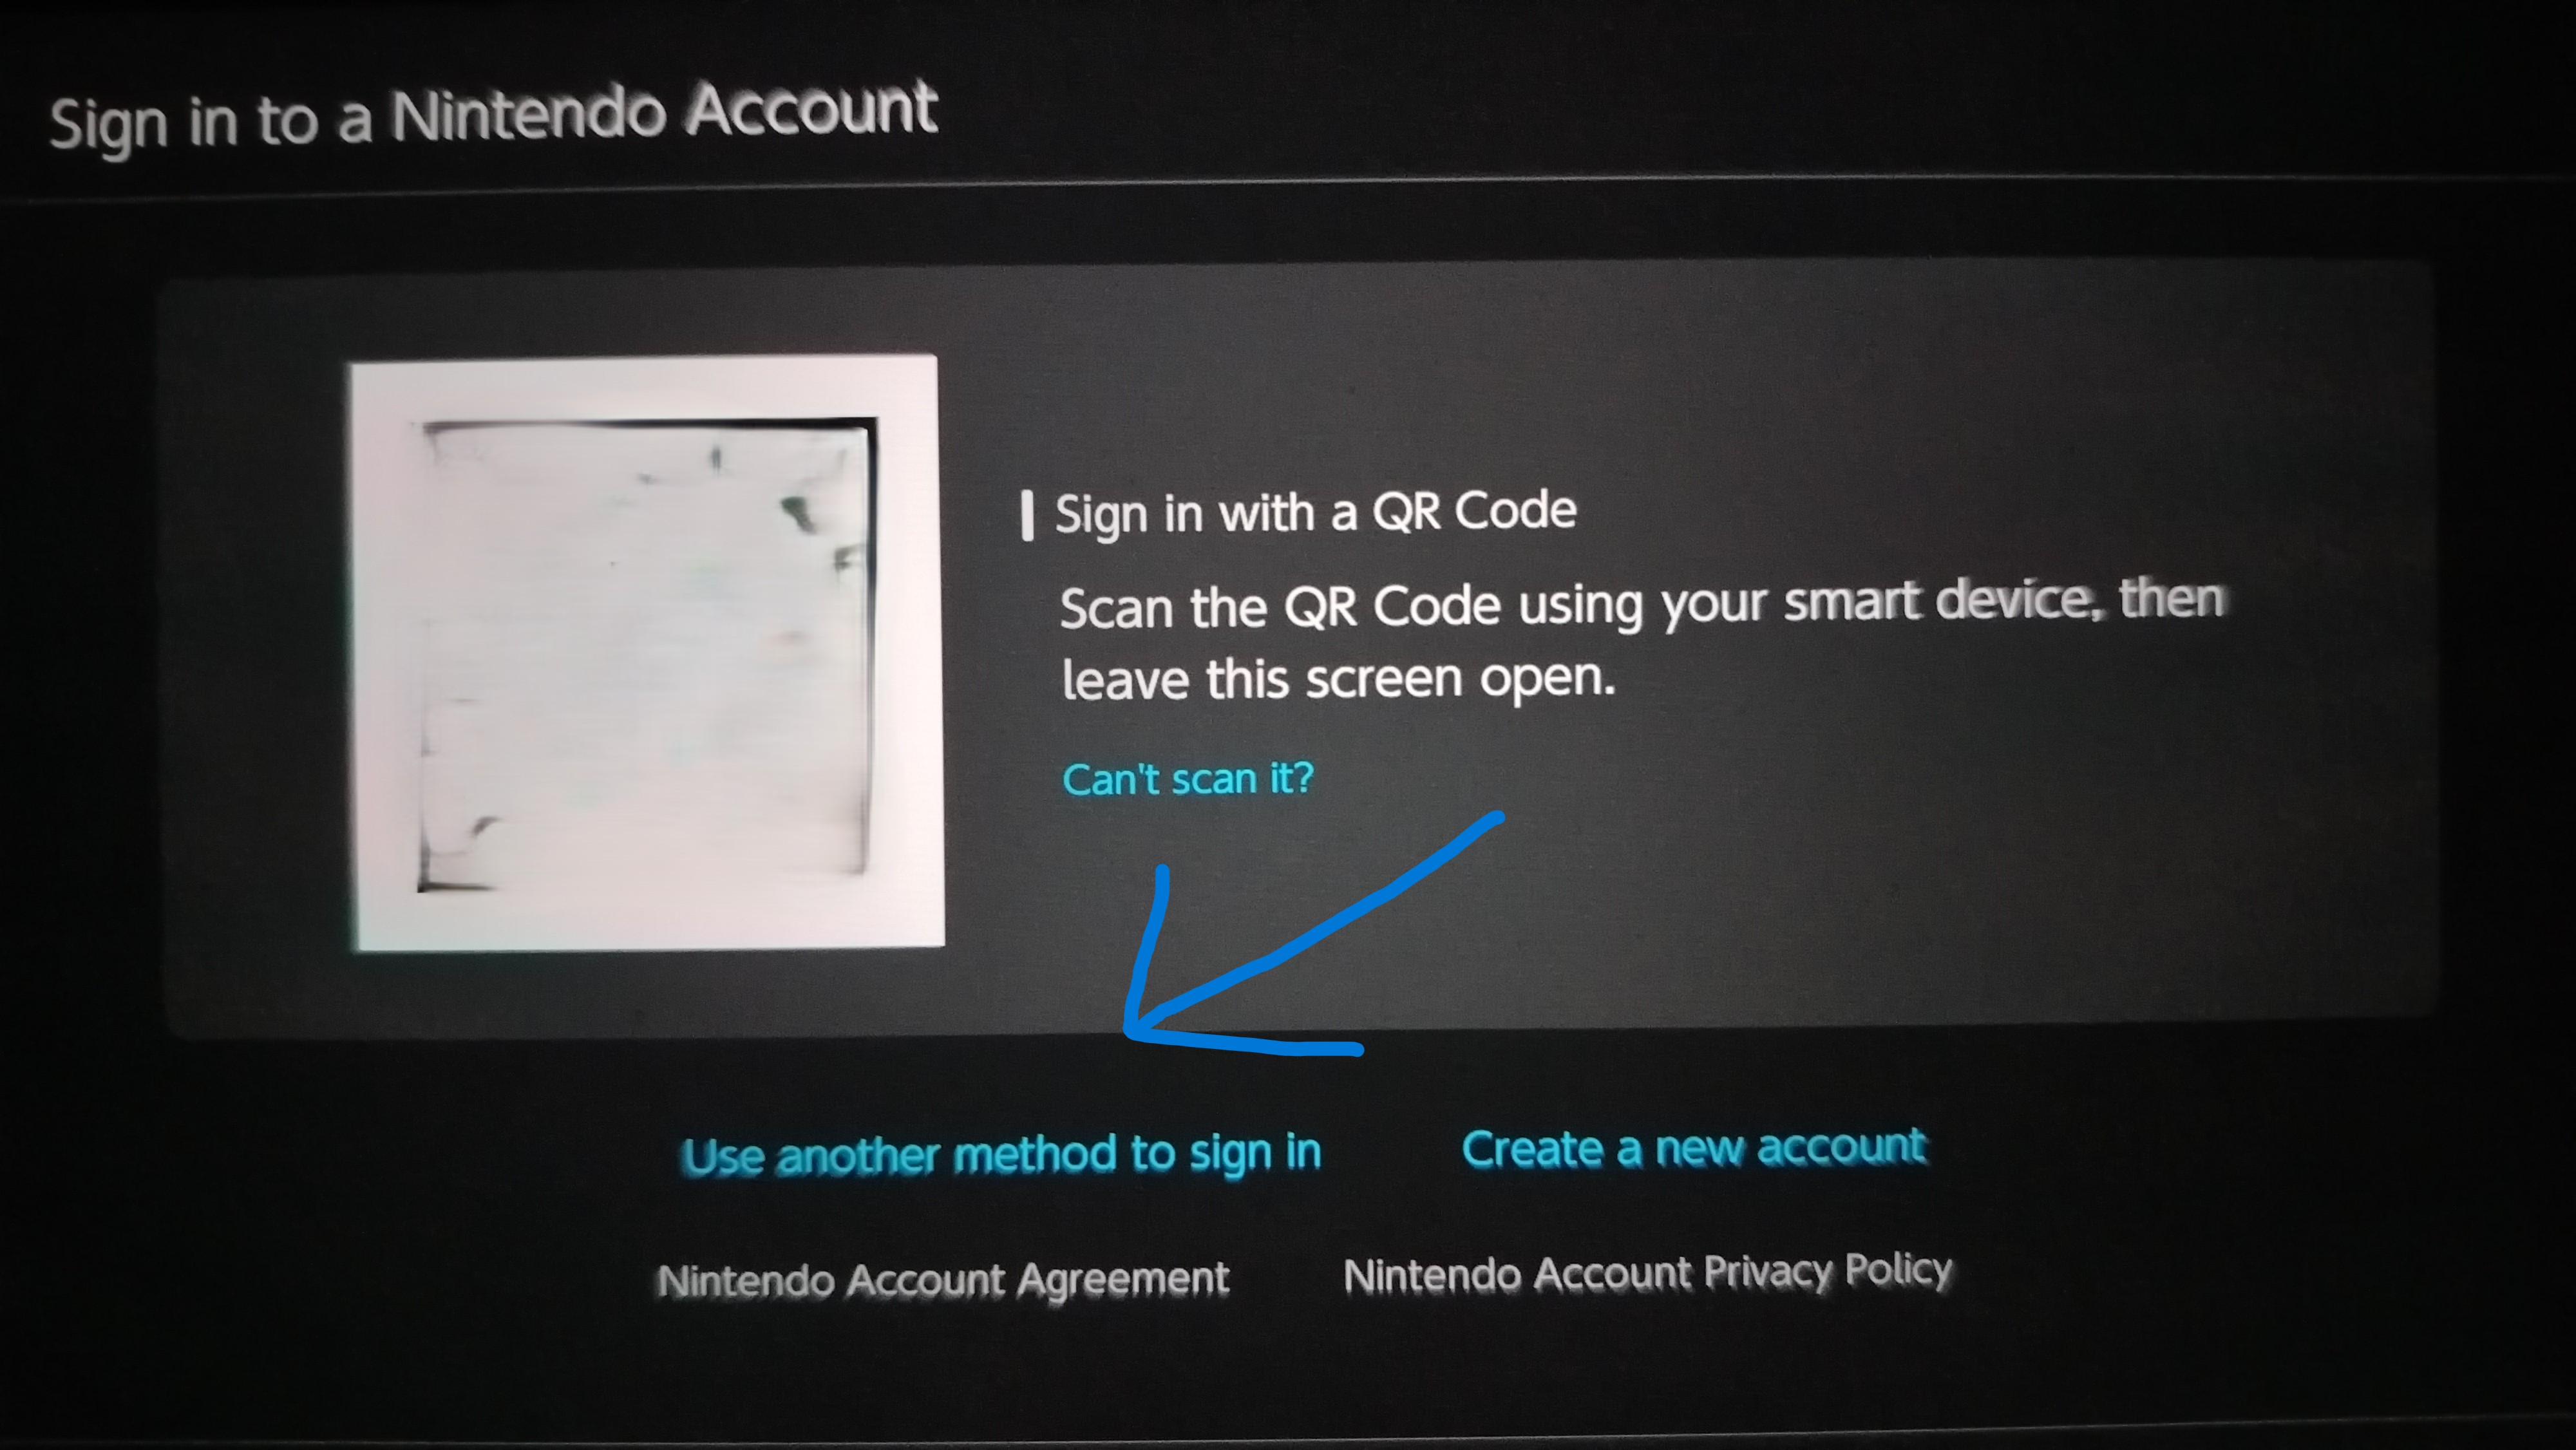 Sign in to a Nintendo Account
Sign in with a QR Code
Scan the QR Code using your smart device, then
leave this screen open.
Can't scan it?
Use another method to sign in
Create a new account
Nintendo Account Agreement
Nintendo Account Privacy Policy